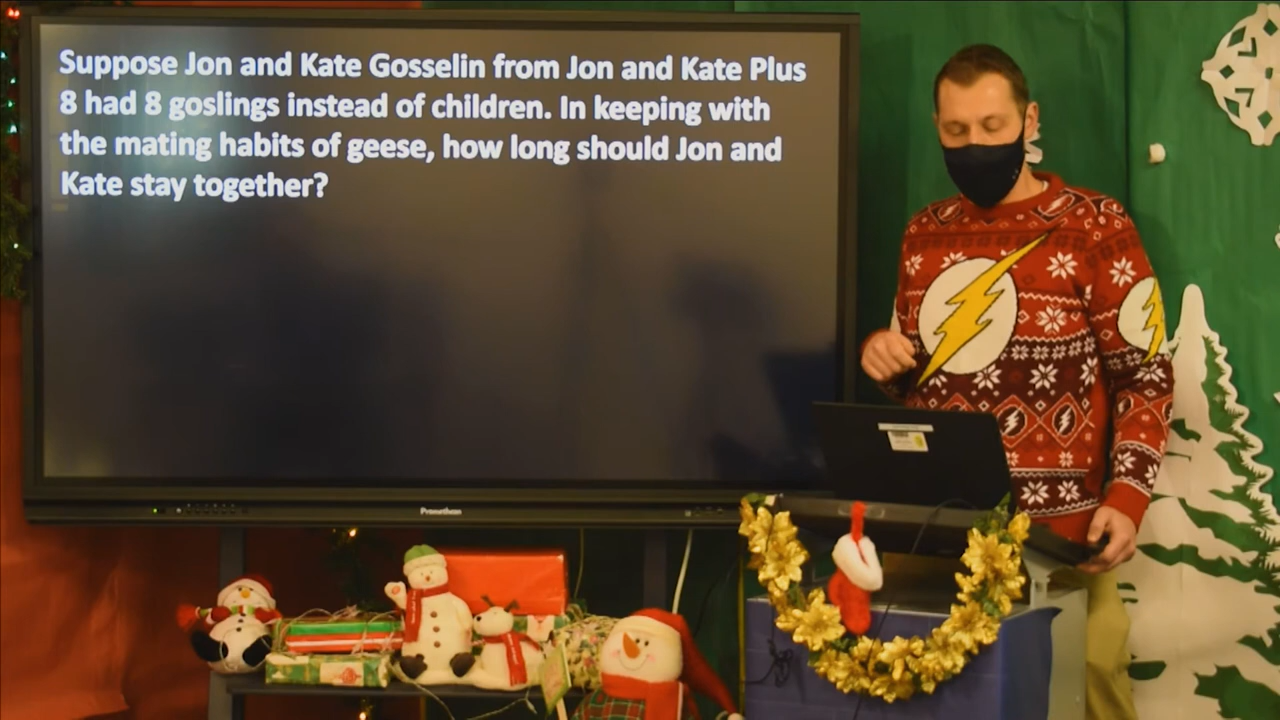 Suppose Jon and Kate Gosselin from Jon and Kate Plus
8 had 8 goslings instead of children. In keeping with
the mating habits of geese, how long should Jon and
Kate stay together?
Promethean